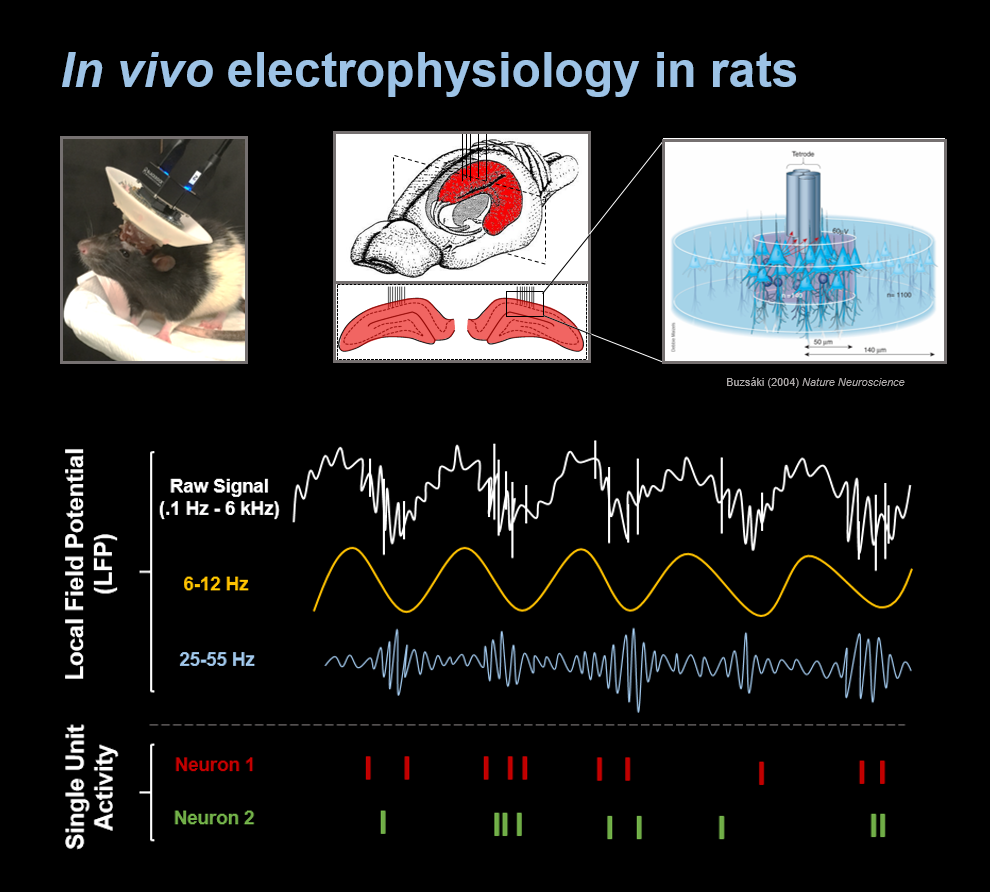 In vivo electrophysiology in rats
Tetrode
60 µV
n = 140
n= 1100
50 µm
140 µm
Buzsáki (2004) Nature Neuroscience
Local Field Potential
(LFP)
Raw Signal
(.1 Hz - 6 kHz)
6-12 Hz
25-55 Hz
Single Unit
Activity
Neuron 1
Neuron 2